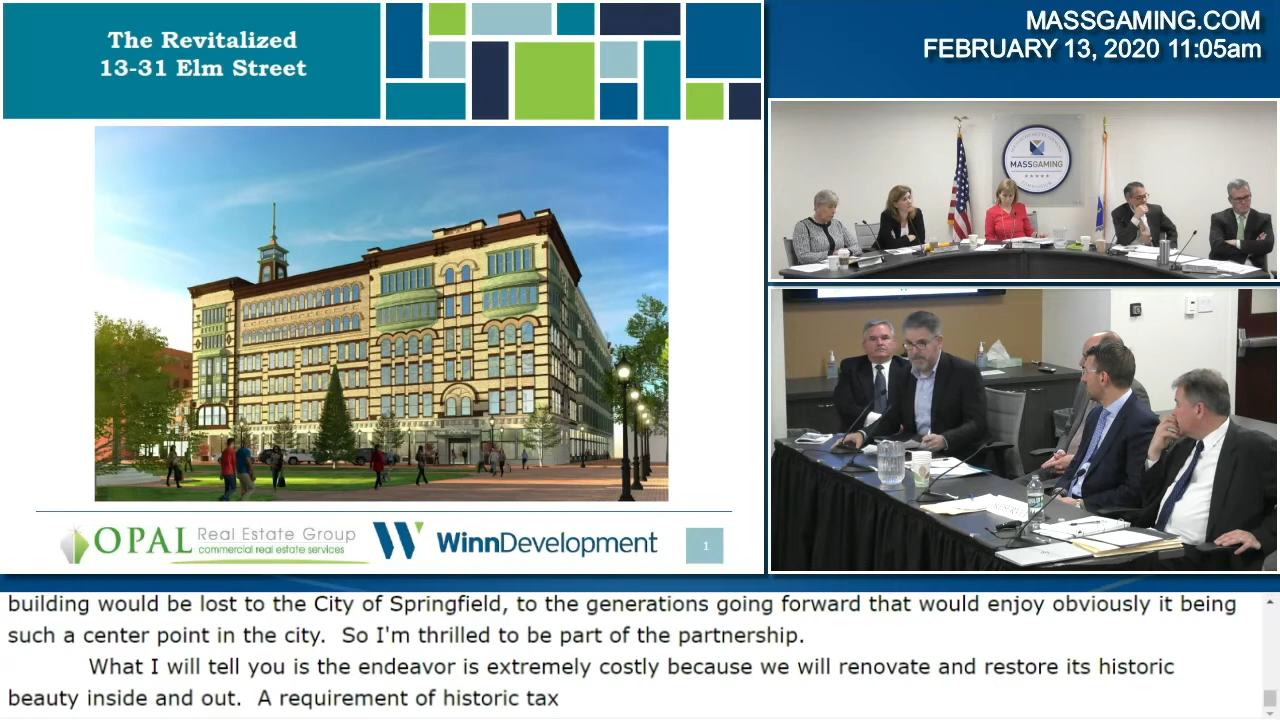 The Revitalized
13-31 Elm Street
MASSGAMING.COM
FEBRUARY 13, 2020 11:05am
MASSGAMING
OPAL Real Estate Group
commercial real estate services
WinnDevelopment
1
building would be lost to the City of Springfield, to the generations going forward that would enjoy obviously it being
such a center point in the city. So I'm thrilled to be part of the partnership.
What I will tell you is the endeavor is extremely costly because we will renovate and restore its historic
beauty inside and out. A requirement of historic tax